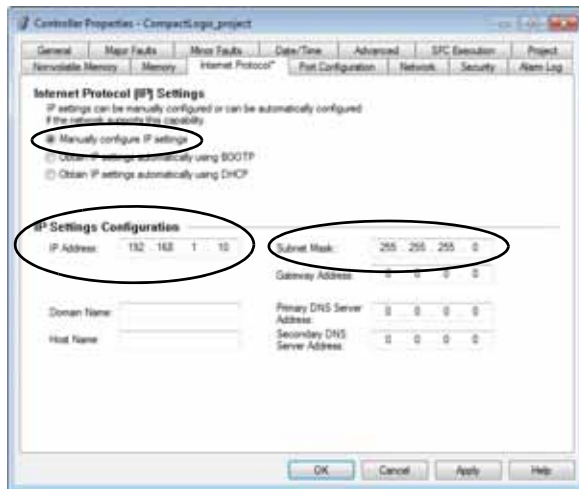 Controller Properties - CompactLogix_project
General Major Faults Minor Faults Date/Time Advanced SFC Execution Project
Nonvolatile Memory Memory Internet Protocol* Port Configuration Network Security Alarm Log
Internet Protocol (IP) Settings
IP settings can be manually configured or can be automatically configured
if the network supports this capability.
Manually configure IP settings
Obtain IP settings automatically using BOOTP
Obtain IP settings automatically using DHCP
IP Settings Configuration
IP Address: 192 . 168 . 1 . 10 Subnet Mask: 255 . 255 . 255 . 0
Gateway Address: 0 . 0 . 0 . 0
Domain Name: Primary DNS Server Address: 0 . 0 . 0 . 0
Host Name: Secondary DNS Server Address: 0 . 0 . 0 . 0
OK Cancel Apply Help